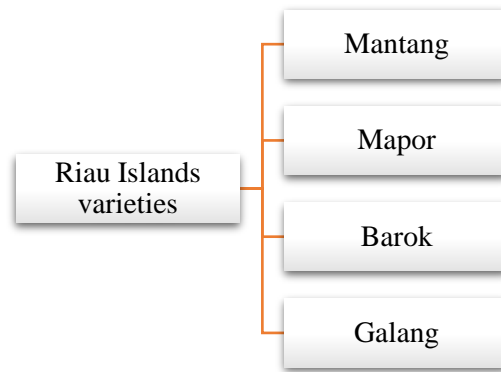 Riau Islands
varieties
Mantang
Mapor
Barok
Galang